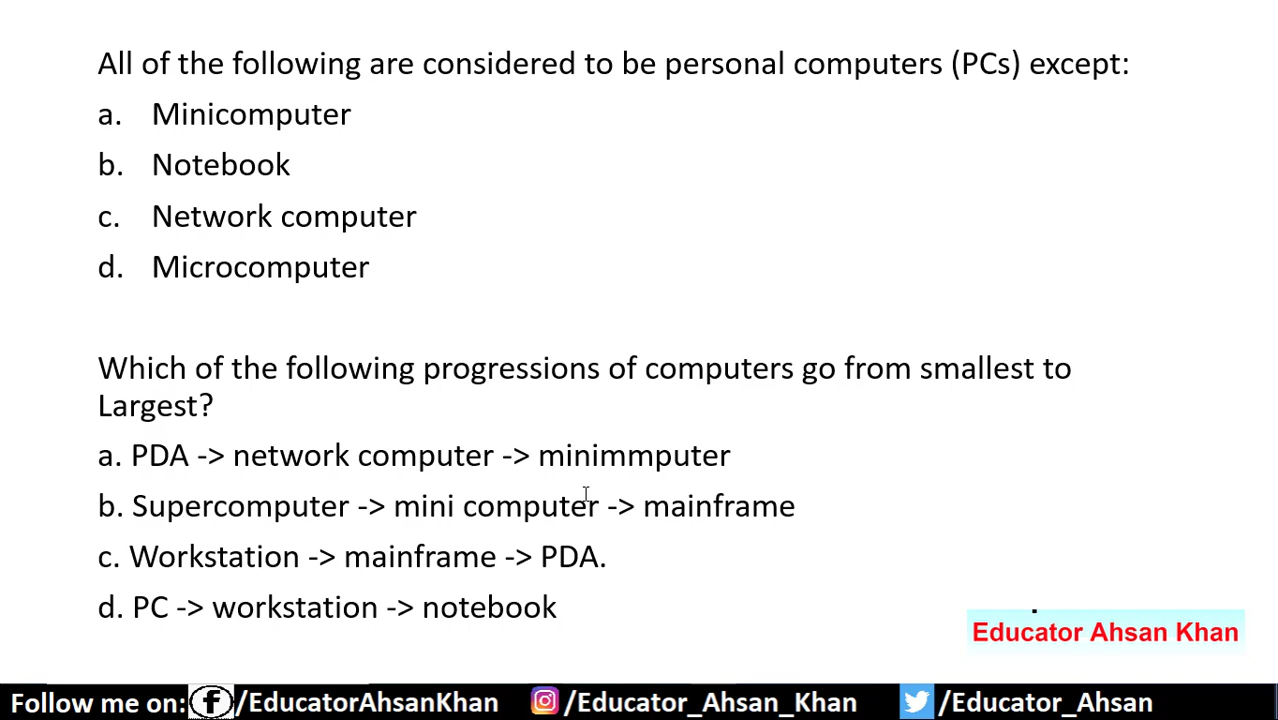 All of the following are considered to be personal computers (PCs) except:
a. Minicomputer
b. Notebook
c. Network computer
d. Microcomputer
Which of the following progressions of computers go from smallest to
Largest?
a. PDA -> network computer -> minimmputer
b. Supercomputer -> mini computer -> mainframe
c. Workstation -> mainframe -> PDA.
d. PC -> workstation -> notebook
Educator Ahsan Khan
Follow me on: f/EducatorAhsanKhan /Educator_Ahsan_Khan /Educator_Ahsan